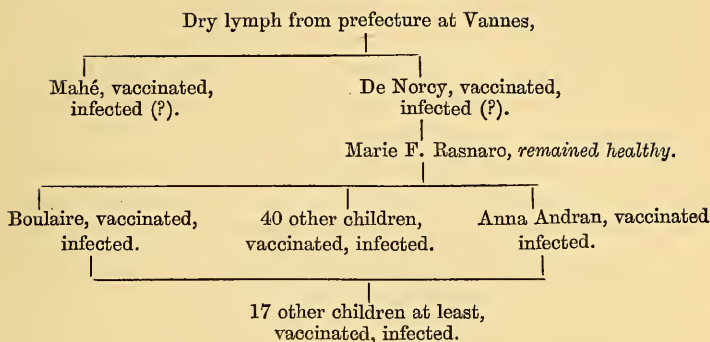 Dry lymph from prefecture at Vannes,
Mahé, vaccinated,
infected (?).
De Norcy, vaccinated,
infected (?).
Marie F. Rasnaro, remained healthy.
Boulaire, vaccinated,
infected.
40 other children,
vaccinated, infected.
Anna Andran, vaccinated
infected.
17 other children at least,
vaccinated, infected.